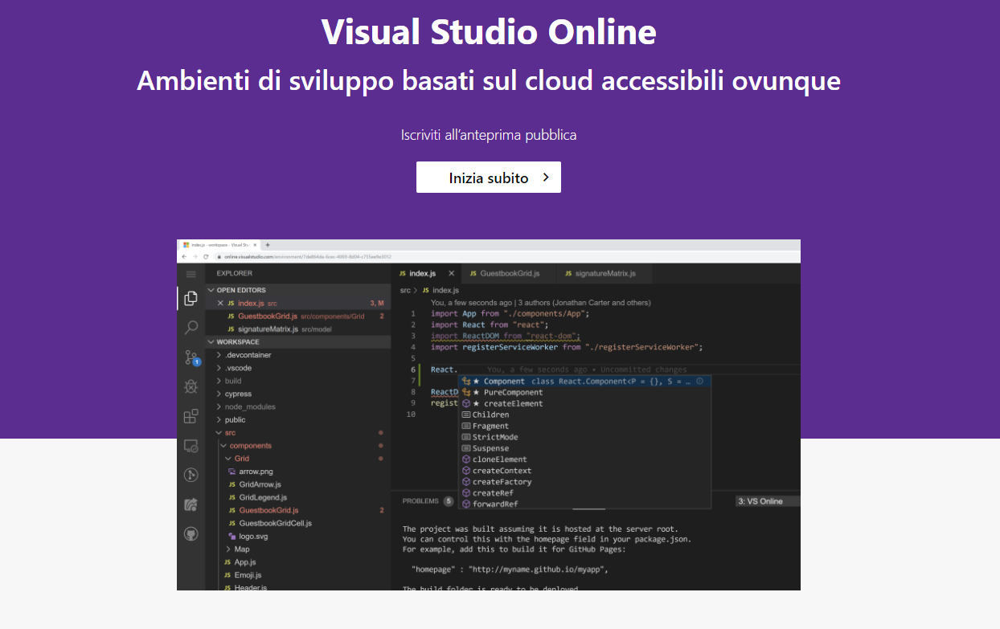 Visual Studio Online
Ambienti di sviluppo basati sul cloud accessibili ovunque
Iscriviti all’anteprima pubblica
Inizia subito
index.js - workspace - Visual St
online.visualstudio.com/environment/
EXPLORER
OPEN EDITORS
index.js src 3, M
GuestbookGrid.js src/components/Grid 2
signatureMatrix.js src/model
WORKSPACE
.devcontainer
.vscode
build
cypress
node_modules
public
src
components
Grid
arrow.png
GridArrow.js
GridLegend.js
GuestbookGrid.js 2
GuestbookGridCell.js
logo.svg
Map
App.js
Emoji.js
Header.js
1
index.js GuestbookGrid.js signatureMatrix.js
src > JS index.js
You, a few seconds ago | 3 authors (Jonathan Carter and others)
1 import App from "./components/App";
2 import React from "react";
3 import ReactDOM from "react-dom";
4 import registerServiceWorker from "./registerServiceWorker";
5
6 React. You, a few seconds ago • Uncommitted changes
7
8 ReactD
9 regist
10
★ Component class React.Component<P = {}, S = …
★ PureComponent
★ createElement
Children
Fragment
StrictMode
Suspense
cloneElement
createContext
createFactory
createRef
forwardRef
PROBLEMS 5
3: VS Online
The project was built assuming it is hosted at the server root.
You can control this with the homepage field in your package.json.
For example, add this to build it for GitHub Pages:
"homepage" : "http://myname.github.io/myapp",
The build folder is ready to be deployed